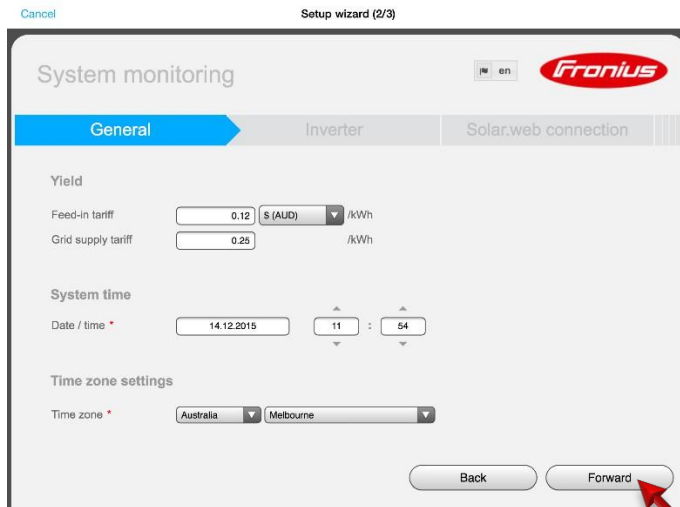 Cancel Setup wizard (2/3)
System monitoring en Fronius
General Inverter Solar.web connection
Yield
Feed-in tariff 0.12 $ (AUD) /kWh
Grid supply tariff 0.25 /kWh
System time
Date / time * 14.12.2015 11 : 54
Time zone settings
Time zone * Australia Melbourne
Back Forward